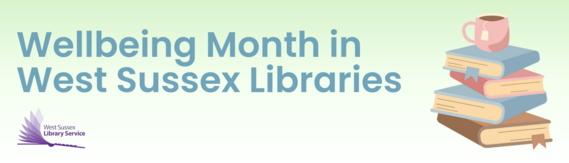 Wellbeing Month in
West Sussex Libraries
West Sussex
Library Service